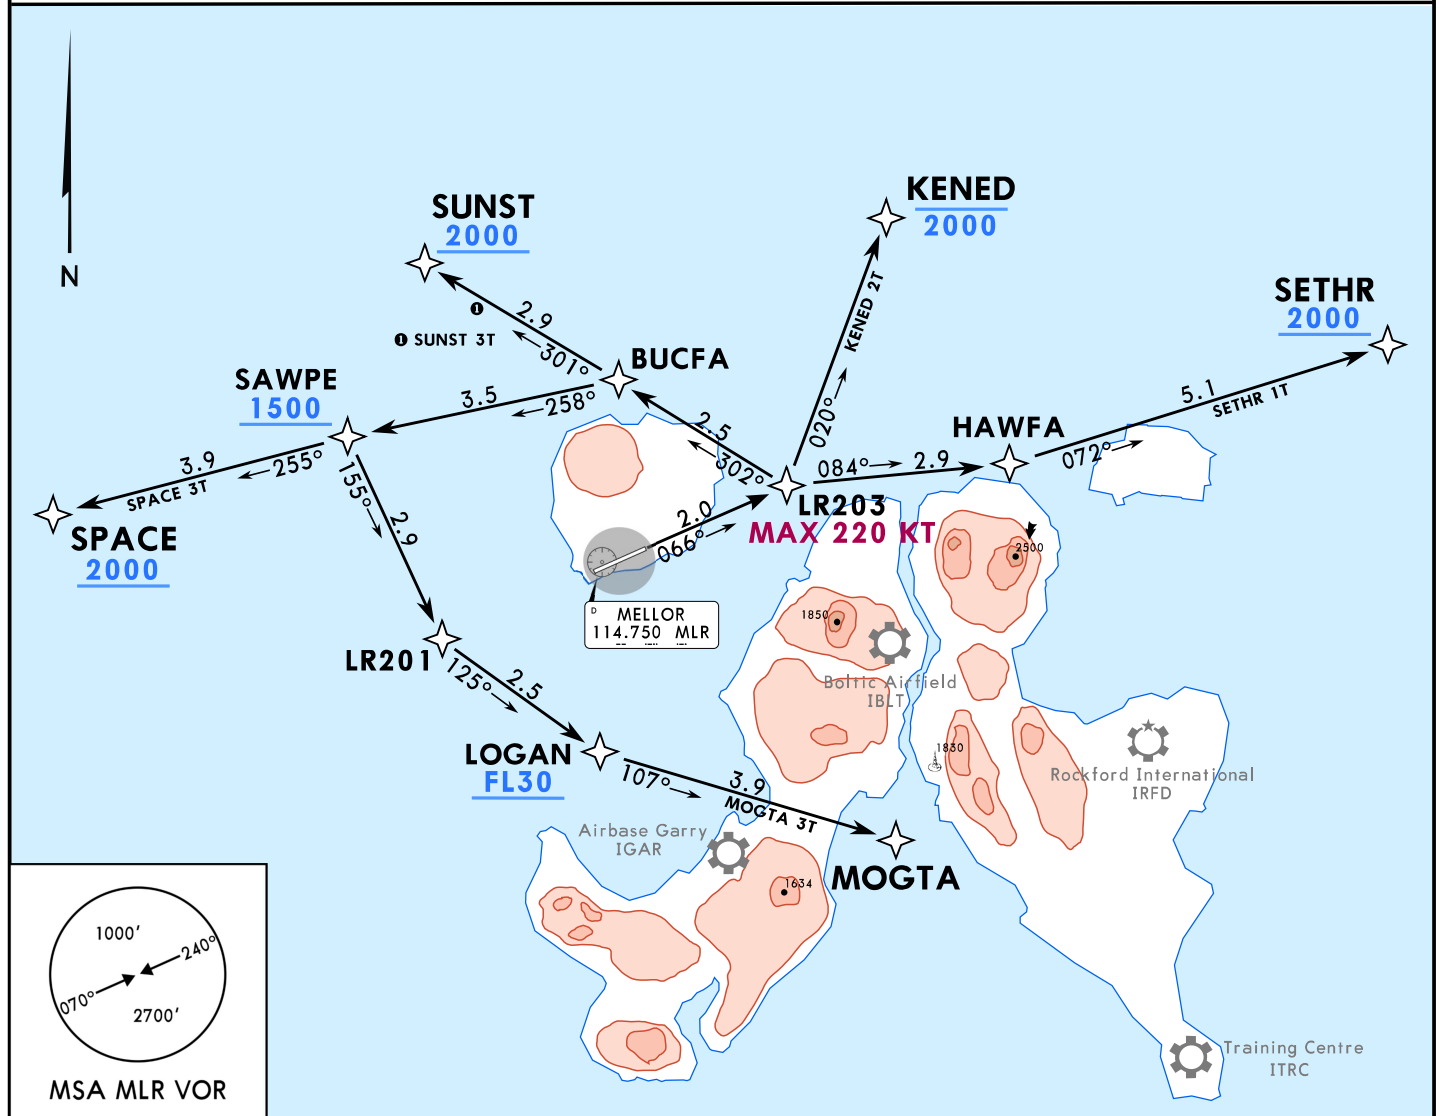 KENED
2000
SUNST
2000
N
SETHR
2000
2.9
❶
❶ SUNST 3T
301°
KENED 2T
020°
BUCFA
SAWPE
1500
3.5
258°
5.1
SETHR 1T
072°
HAWFA
2.5
302°
084°
2.9
3.9
255°
SPACE 3T
SPACE
2000
155°
2.9
LR203
MAX 220 KT
2.0
066°
2500
D
MELLOR
114.750 MLR
1850
LR201
125°
2.5
Boltic Airfield
IBLT
LOGAN
FL30
107°
3.9
MOGTA 3T
1830
Rockford International
IRFD
Airbase Garry
IGAR
MOGTA
1634
1000'
240°
070°
2700'
MSA MLR VOR
Training Centre
ITRC